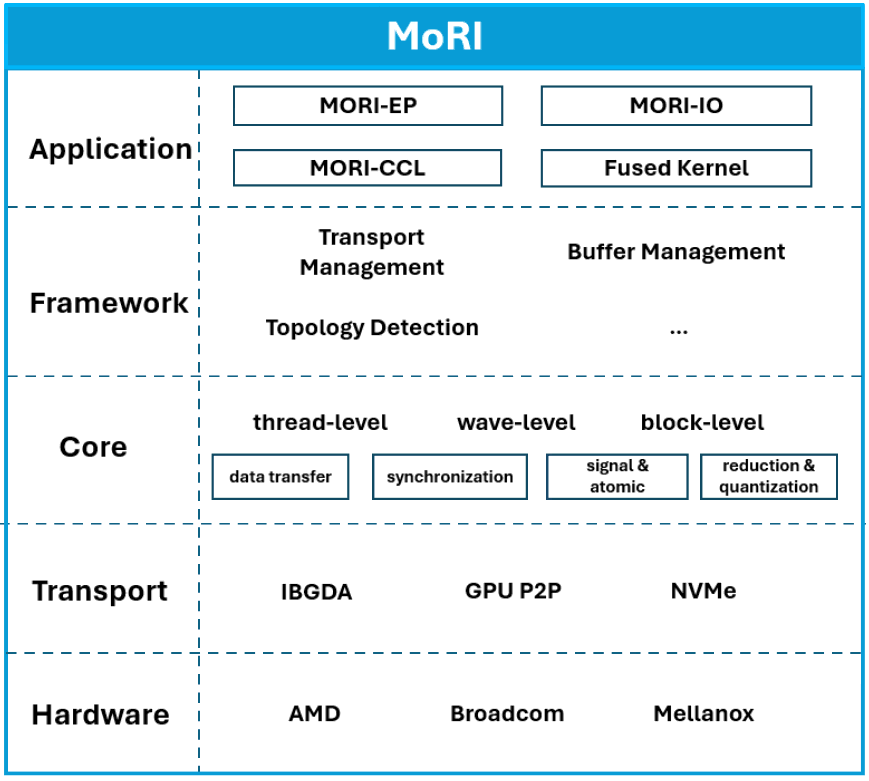 MoRI
Application
MORI-EP
MORI-IO
MORI-CCL
Fused Kernel
Framework
Transport
Management
Buffer Management
Topology Detection
...
Core
thread-level
wave-level
block-level
data transfer
synchronization
signal &
atomic
reduction &
quantization
Transport
IBGDA
GPU P2P
NVMe
Hardware
AMD
Broadcom
Mellanox